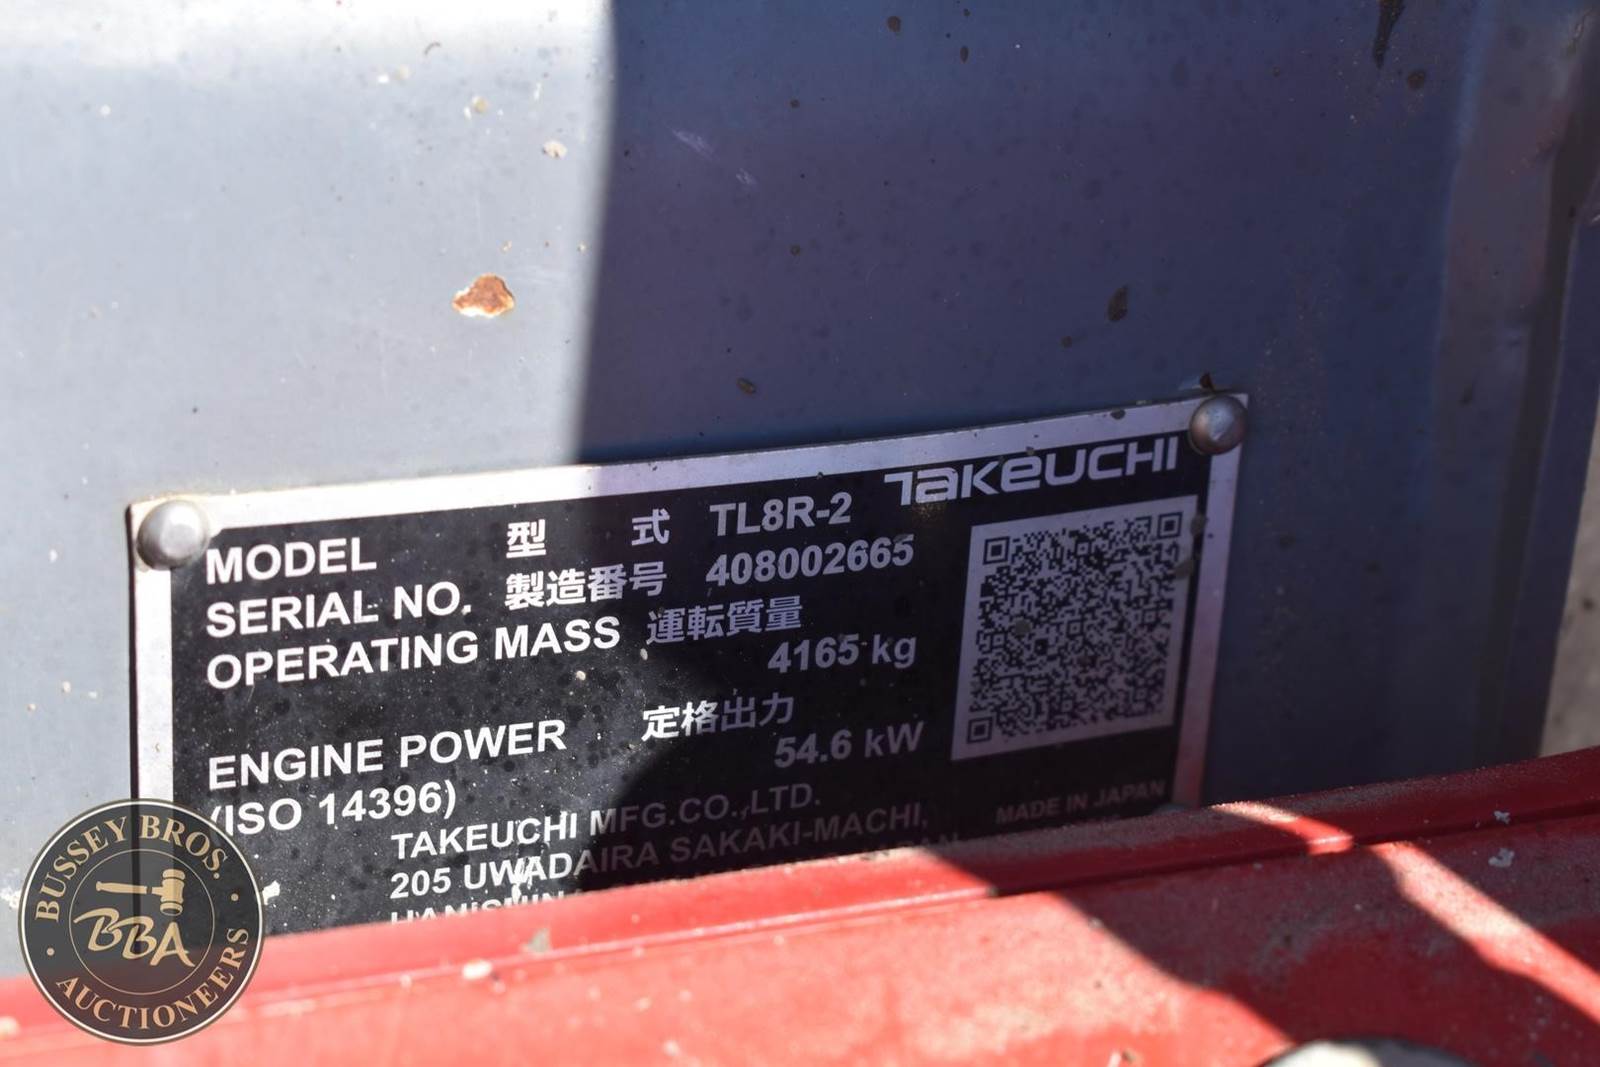 TAKEUCHI
MODEL 型 式 TL8R-2
SERIAL NO. 製造番号 408002665
OPERATING MASS 運転質量
4165 kg
ENGINE POWER 定格出力
(ISO 14396) 54.6 kW
TAKEUCHI MFG.CO.,LTD.
205 UWADAIRA SAKAKI-MACHI,
MADE IN JAPAN
BUSSEY BROS.
BBA
AUCTIONEERS